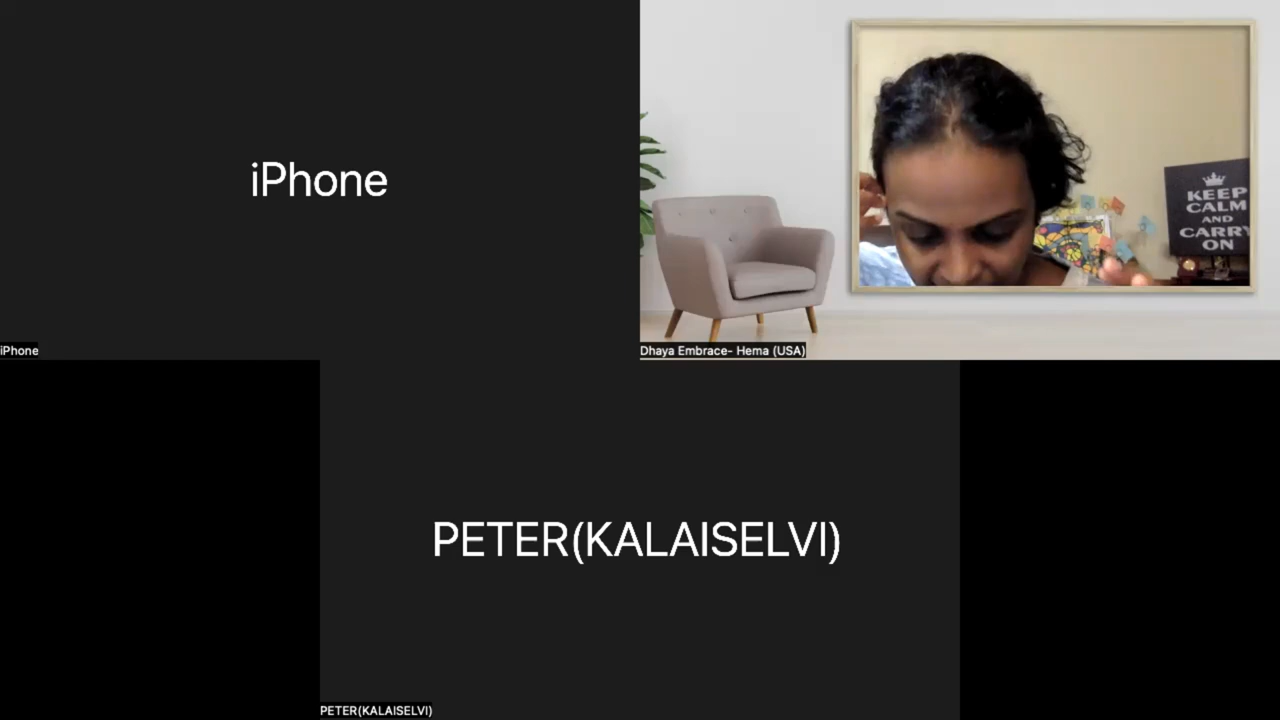 iPhone
iPhone
KEEP
CALM
AND
CARRY
ON
Dhaya Embrace- Hema (USA)
PETER(KALAISELVI)
PETER(KALAISELVI)